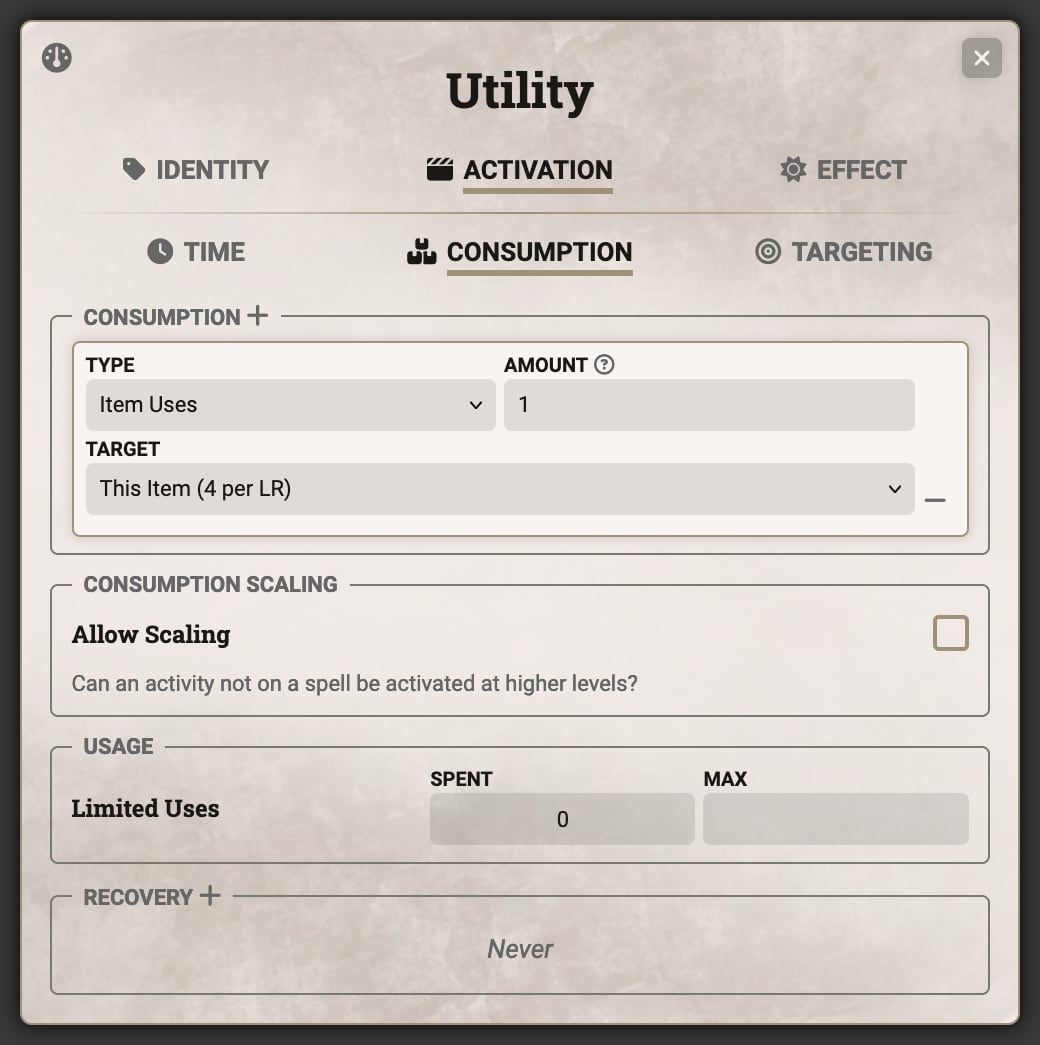 Utility
IDENTITY ACTIVATION EFFECT
TIME CONSUMPTION TARGETING
CONSUMPTION +
TYPE AMOUNT ?
Item Uses 1
TARGET
This Item (4 per LR)
CONSUMPTION SCALING
Allow Scaling
Can an activity not on a spell be activated at higher levels?
USAGE
SPENT MAX
Limited Uses 0
RECOVERY +
Never